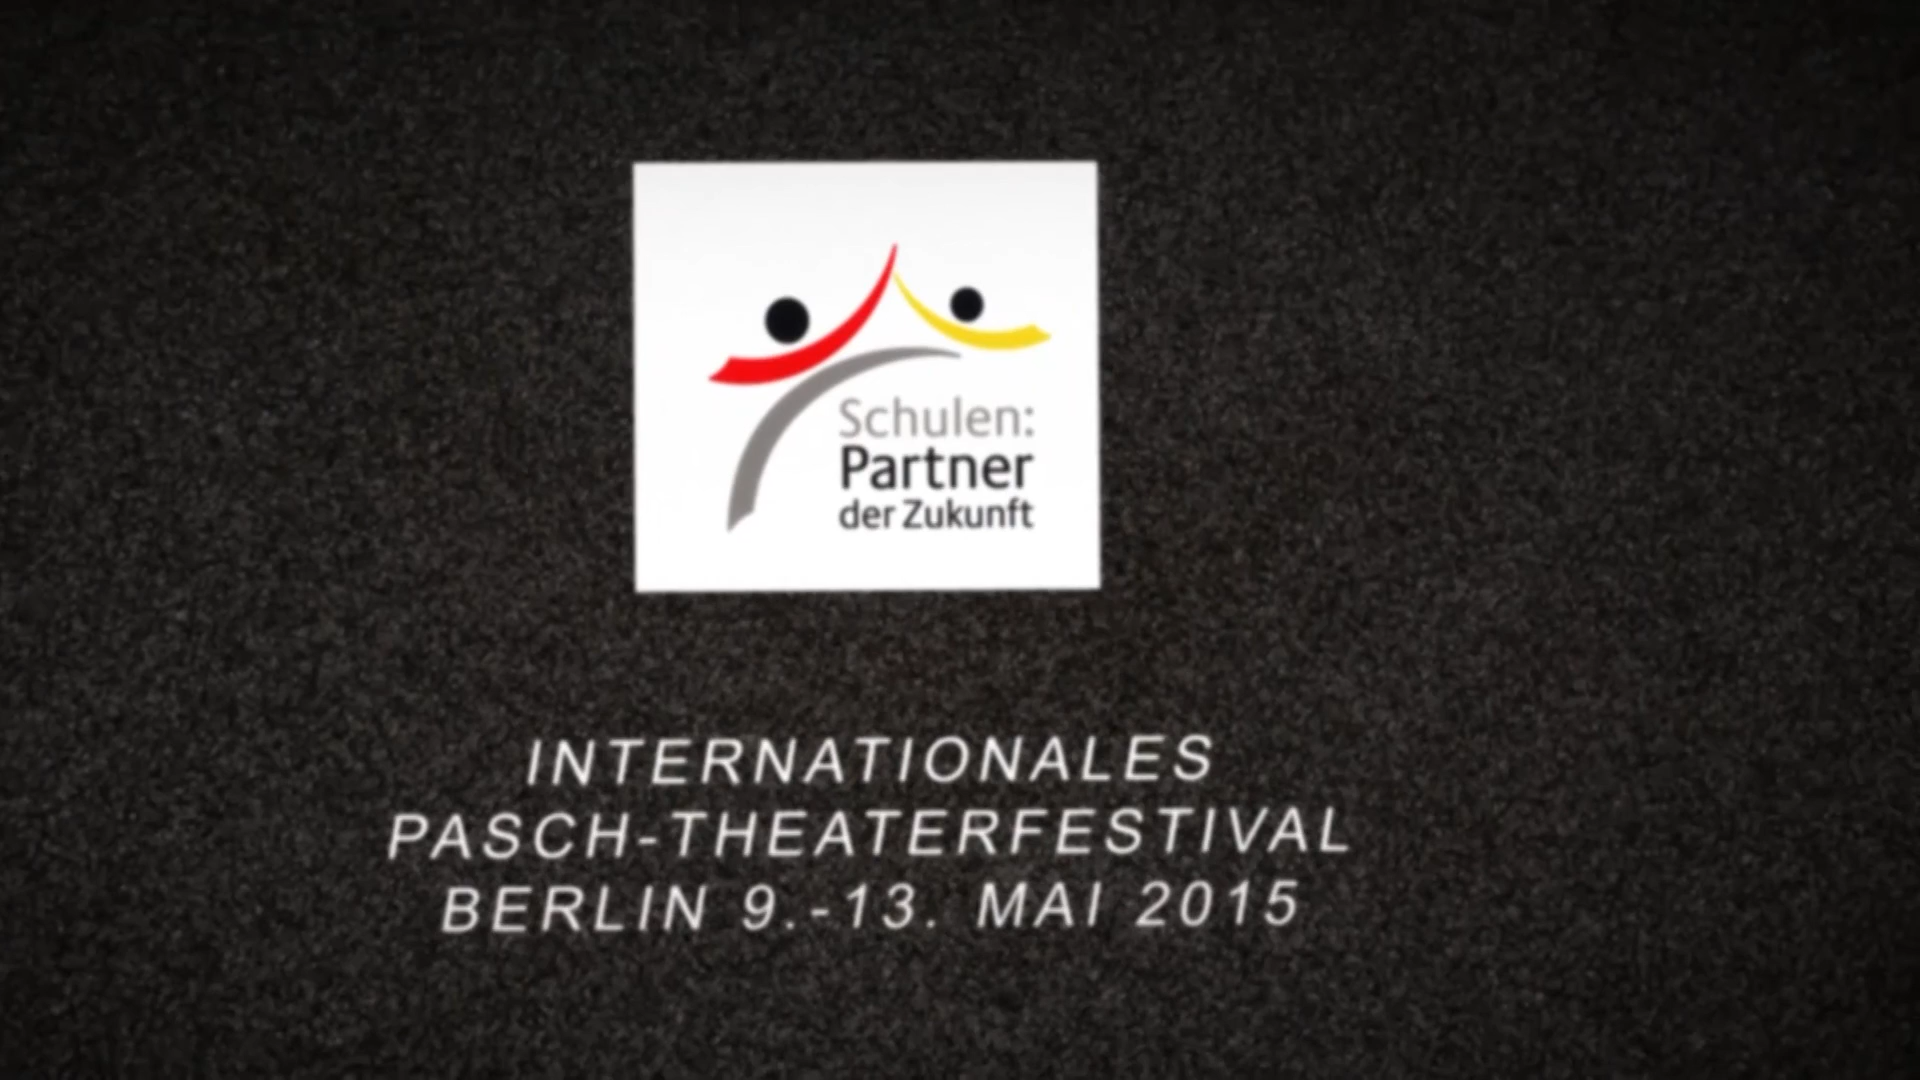 Schulen:
Partner
der Zukunft
INTERNATIONALES
PASCH-THEATERFESTIVAL
BERLIN 9.-13. MAI 2015